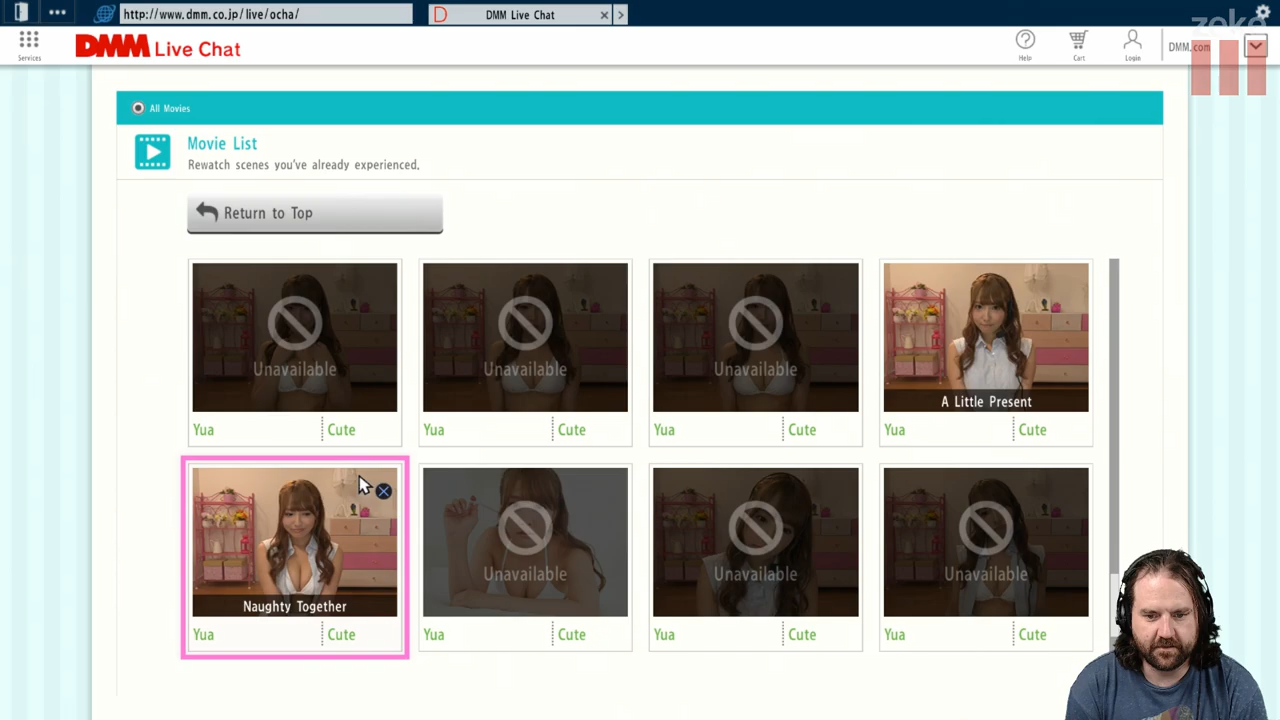 http://www.dmm.co.jp/live/ocha/
DMM Live Chat
zeke
Services
DMM Live Chat
Help
Cart
Login
DMM.com
All Movies
Movie List
Rewatch scenes you've already experienced.
Return to Top
Unavailable
Unavailable
Unavailable
A Little Present
Yua Cute
Yua Cute
Yua Cute
Yua Cute
Naughty Together
Unavailable
Unavailable
Unavailable
Yua Cute
Yua Cute
Yua Cute
Yua Cute